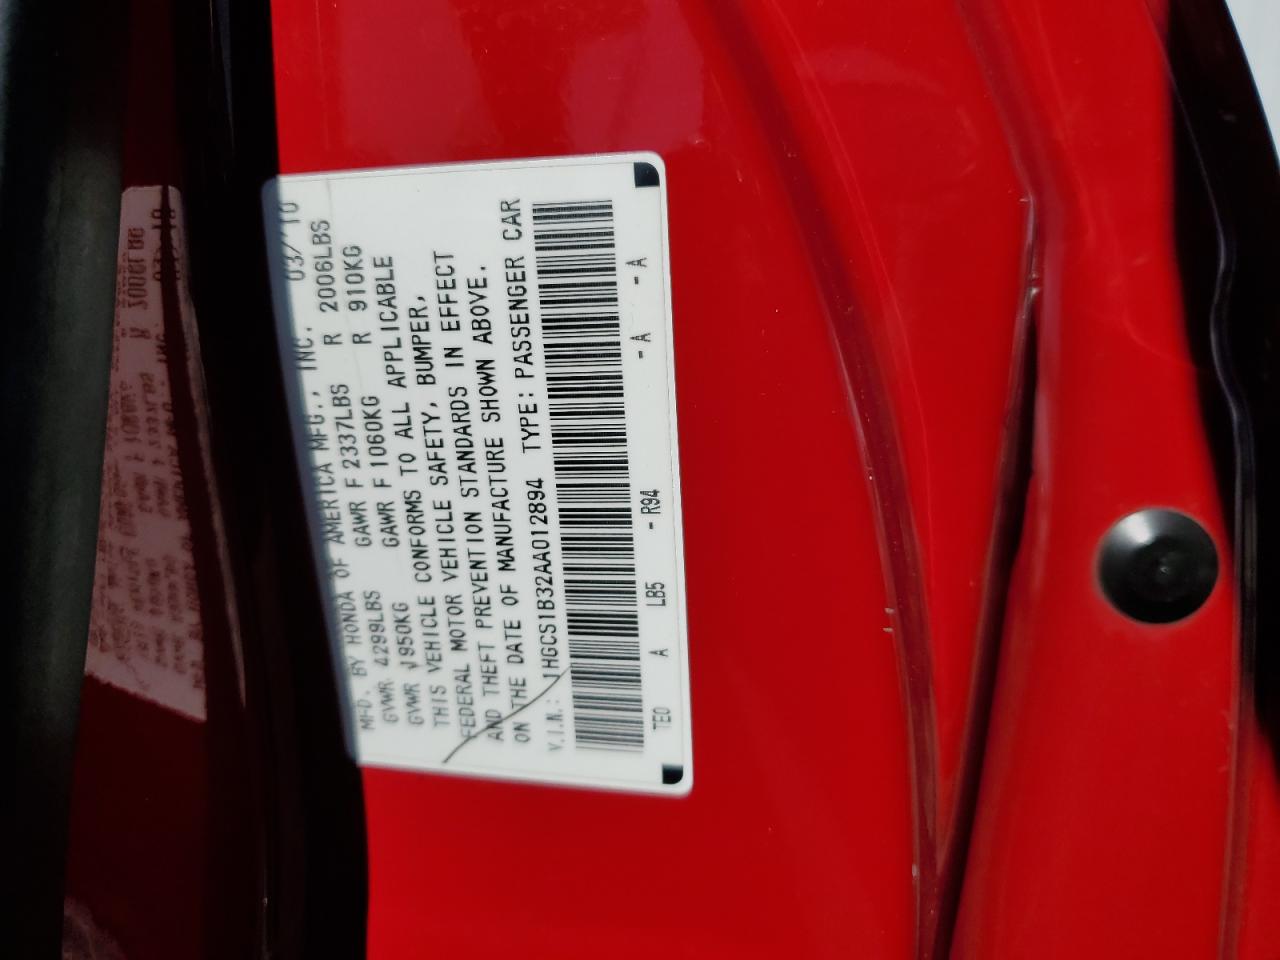 MFD. BY HONDA OF AMERICA MFG., INC. 03/10
GVWR 4299LBS GAWR F 2337LBS R 2006LBS
GVWR 1950KG GAWR F 1060KG R 910KG
THIS VEHICLE CONFORMS TO ALL APPLICABLE
FEDERAL MOTOR VEHICLE SAFETY, BUMPER,
AND THEFT PREVENTION STANDARDS IN EFFECT
ON THE DATE OF MANUFACTURE SHOWN ABOVE.
V.I.N.: 1HGCS1B32AA012894 TYPE: PASSENGER CAR
TE0 A LB5 - R94 - A - A